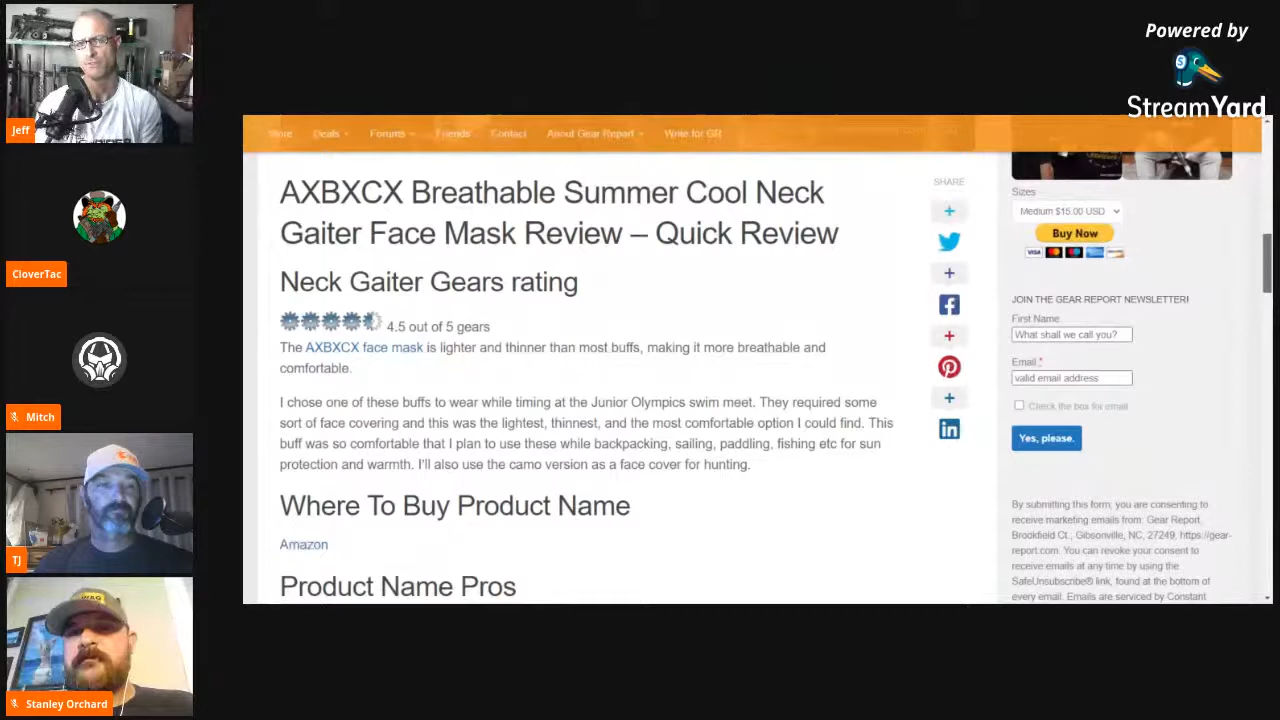 Powered by
StreamYard
Jeff
CloverTac
Mitch
TJ
Stanley Orchard
Store Deals Forums Friends Contact About Gear Report Write for GR
AXBXCX Breathable Summer Cool Neck
Gaiter Face Mask Review – Quick Review
Neck Gaiter Gears rating
4.5 out of 5 gears
The AXBXCX face mask is lighter and thinner than most buffs, making it more breathable and
comfortable.
I chose one of these buffs to wear while timing at the Junior Olympics swim meet. They required some
sort of face covering and this was the lightest, thinnest, and the most comfortable option I could find. This
buff was so comfortable that I plan to use these while backpacking, sailing, paddling, fishing etc for sun
protection and warmth. I'll also use the camo version as a face cover for hunting.
Where To Buy Product Name
Amazon
Product Name Pros
SHARE
Sizes
Medium $15.00 USD
Buy Now
VISA
JOIN THE GEAR REPORT NEWSLETTER!
First Name
What shall we call you?
Email *
valid email address
Check the box for email
Yes, please.
By submitting this form, you are consenting to
receive marketing emails from: Gear Report,
Brookfield Ct., Gibsonville, NC, 27249, https://gear-
report.com. You can revoke your consent to
receive emails at any time by using the
SafeUnsubscribe® link, found at the bottom of
every email. Emails are serviced by Constant